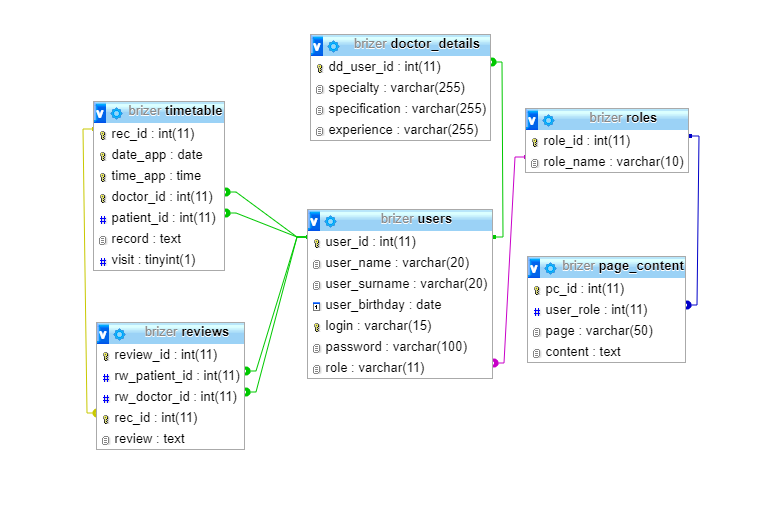 v brizer doctor_details
dd_user_id : int(11)
specialty : varchar(255)
specification : varchar(255)
experience : varchar(255)
v brizer timetable
rec_id : int(11)
date_app : date
time_app : time
doctor_id : int(11)
# patient_id : int(11)
record : text
# visit : tinyint(1)
v brizer roles
role_id : int(11)
role_name : varchar(10)
v brizer users
user_id : int(11)
user_name : varchar(20)
user_surname : varchar(20)
user_birthday : date
login : varchar(15)
password : varchar(100)
role : varchar(11)
v brizer page_content
pc_id : int(11)
# user_role : int(11)
page : varchar(50)
content : text
v brizer reviews
review_id : int(11)
# rw_patient_id : int(11)
# rw_doctor_id : int(11)
rec_id : int(11)
review : text